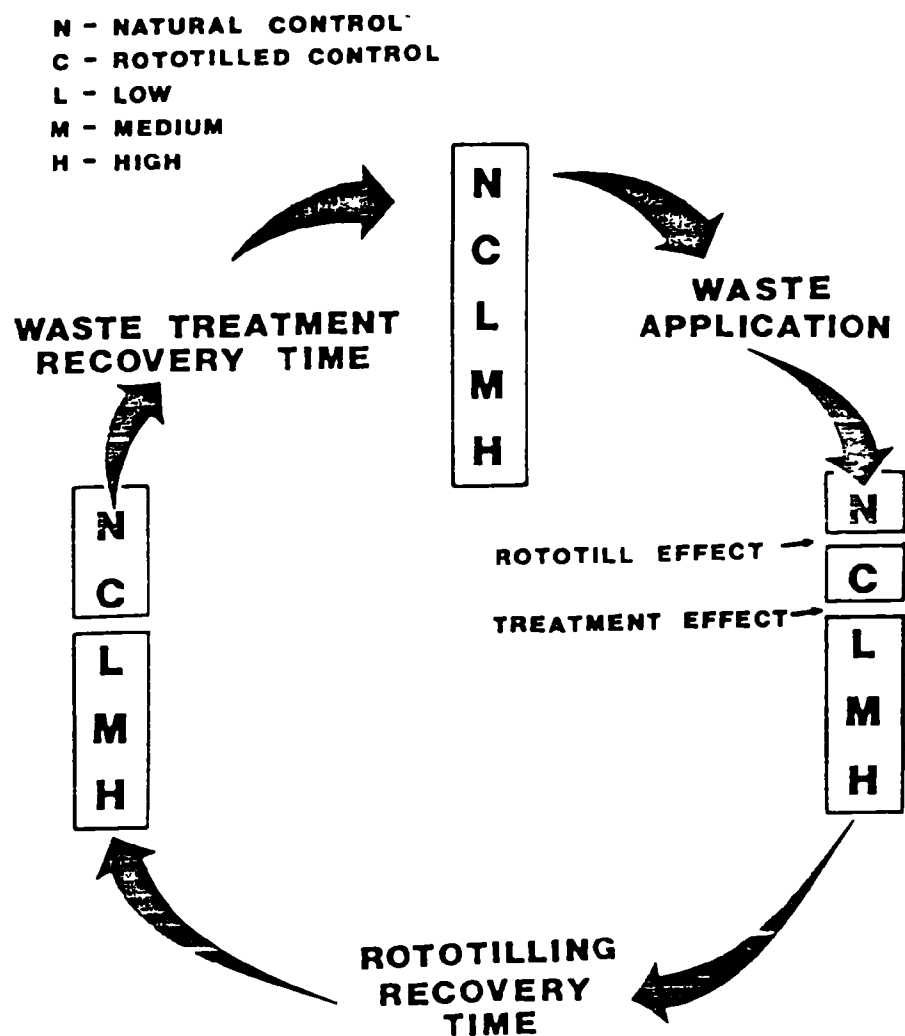 N - NATURAL CONTROL
C - ROTOTILLED CONTROL
L - LOW
M - MEDIUM
H - HIGH
N
C
L
M
H
WASTE
APPLICATION
WASTE TREATMENT
RECOVERY TIME
N
C
L
M
H
ROTOTILL EFFECT
TREATMENT EFFECT
N
C
L
M
H
ROTOTILLING
RECOVERY
TIME